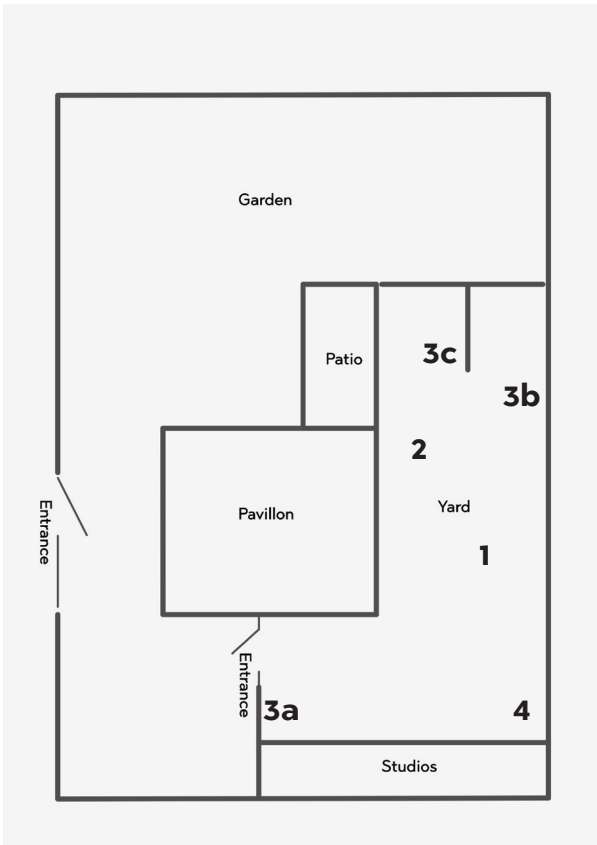 Garden
Patio
3c
3b
2
Entrance
Pavillon
Yard
1
Entrance
3a
4
Studios